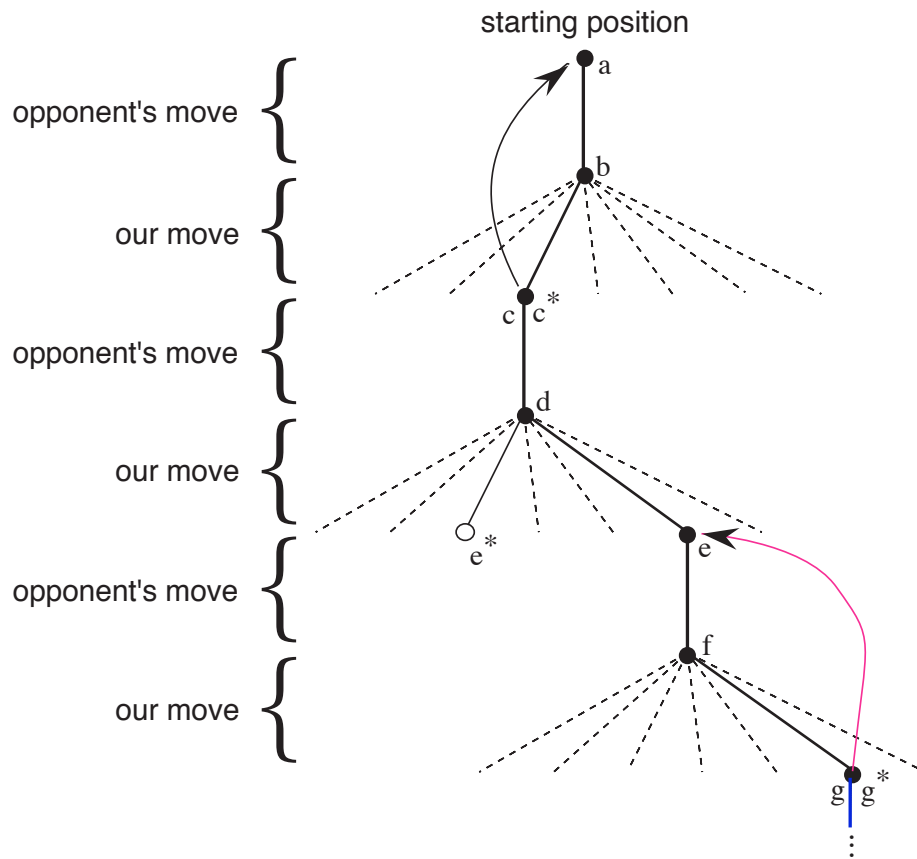 starting position
a
opponent's move
b
our move
c c*
opponent's move
d
our move
e*
e
opponent's move
f
our move
g g*
⋮